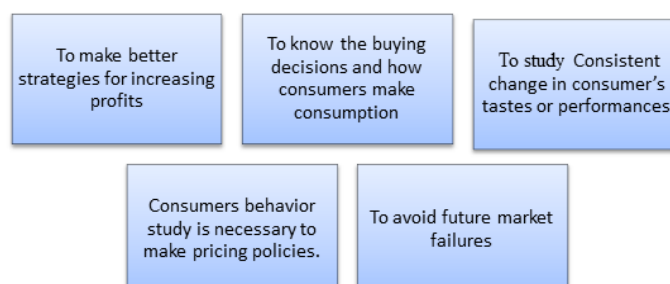 To make better
strategies for increasing
profits
To know the buying
decisions and how
consumers make
consumption
To study Consistent
change in consumer’s
tastes or performances
Consumers behavior
study is necessary to
make pricing policies.
To avoid future market
failures